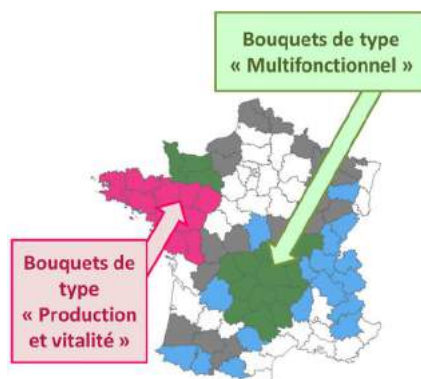 Bouquets de type
« Multifonctionnel »
Bouquets de
type
« Production
et vitalité »